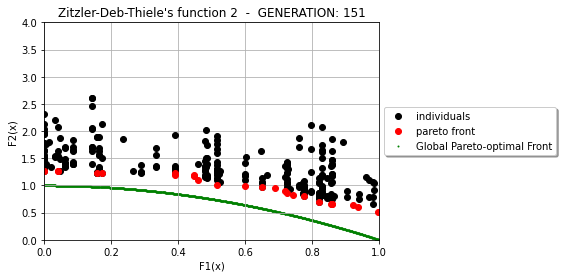 Zitzler-Deb-Thiele's function 2 - GENERATION: 151
4.0
3.5
3.0
2.5
2.0
1.5
1.0
0.5
0.0
F2(x)
0.0 0.2 0.4 0.6 0.8 1.0
F1(x)
individuals
pareto front
Global Pareto-optimal Front